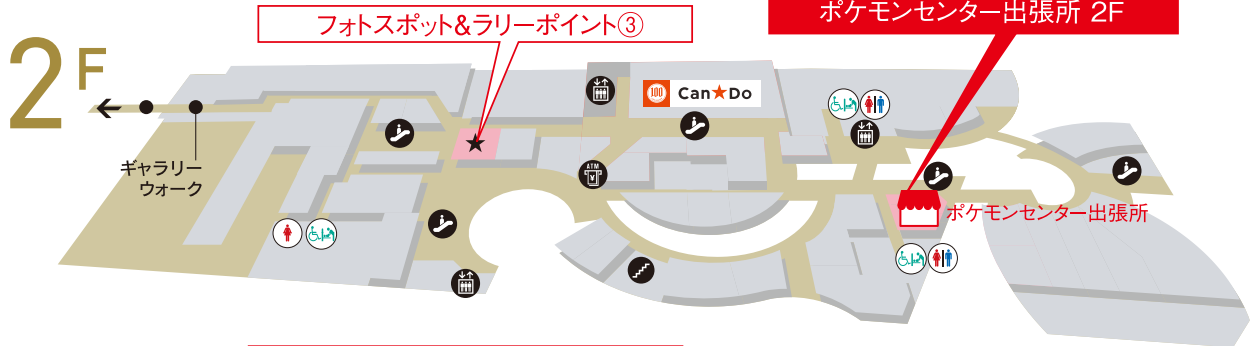 フォトスポット&ラリーポイント③
ポケモンセンター出張所 2F
2F
100 Can★Do
ギャラリー
ウォーク
ATM
¥
ポケモンセンター出張所